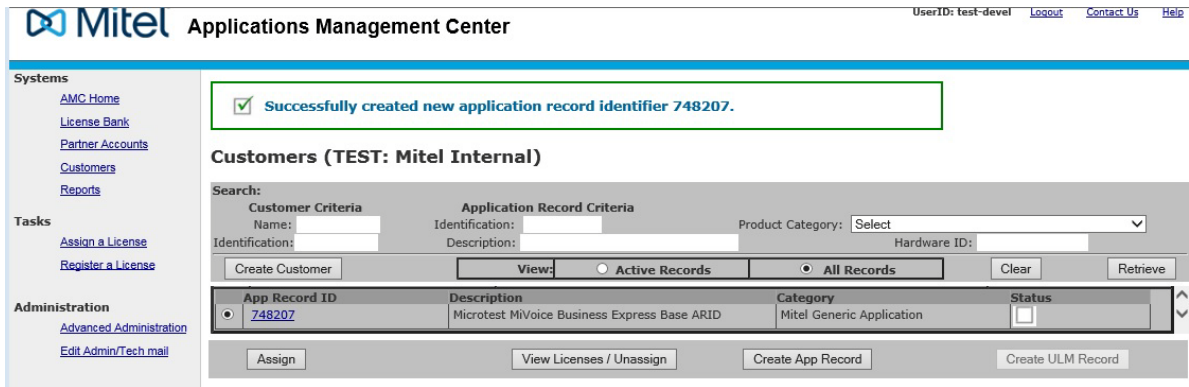 UserID: test-devel Logout Contact Us Help
Mitel Applications Management Center
Systems
AMC Home
License Bank
Partner Accounts
Customers
Reports
Tasks
Assign a License
Register a License
Administration
Advanced Administration
Edit Admin/Tech mail
Successfully created new application record identifier 748207.
Customers (TEST: Mitel Internal)
Search:
Customer Criteria Application Record Criteria
Name: Identification: Product Category: Select
Identification: Description: Hardware ID:
Create Customer View: Active Records All Records Clear Retrieve
App Record ID Description Category Status
748207 Microtest MiVoice Business Express Base ARID Mitel Generic Application
Assign View Licenses / Unassign Create App Record Create ULM Record